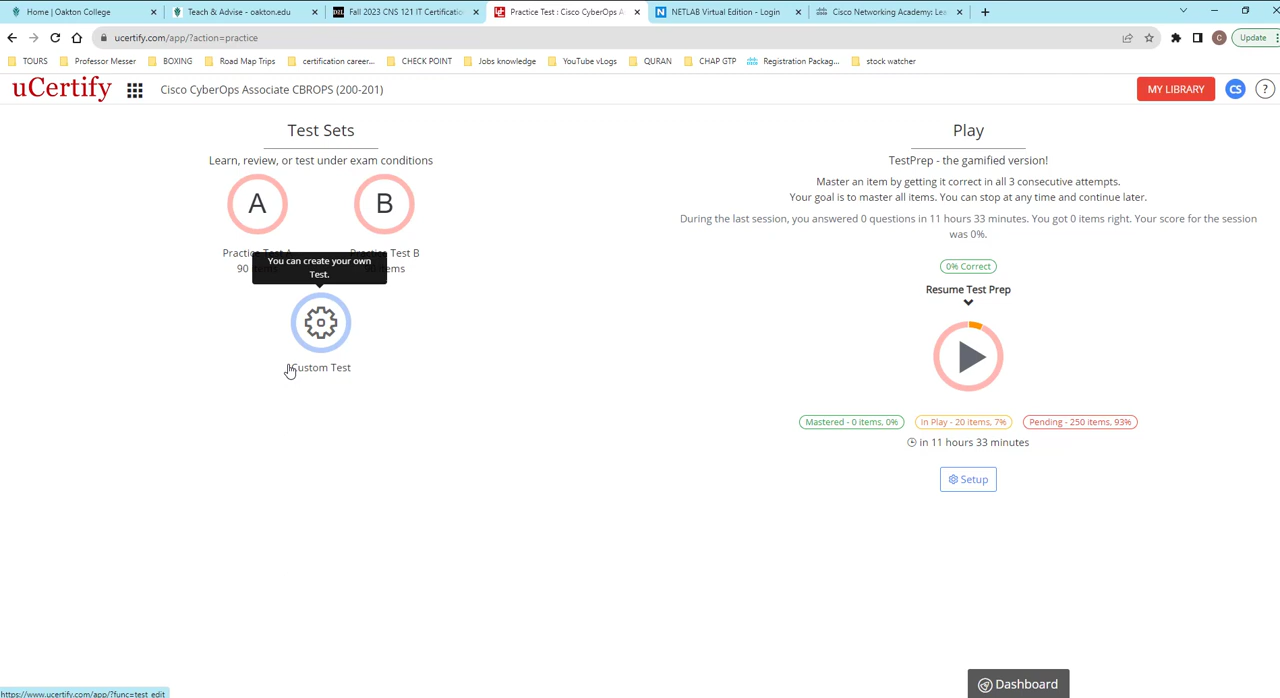 Home | Oakton College
Teach & Advise - oakton.edu
Fall 2023 CNS 121 IT Certificatio
Practice Test : Cisco CyberOps A
NETLAB Virtual Edition - Login
Cisco Networking Academy: Le
ucertify.com/app/?action=practice
Update
TOURS
Professor Messer
BOXING
Road Map Trips
certification career...
CHECK POINT
Jobs knowledge
YouTube vLogs
QURAN
CHAP GTP
Registration Packag...
stock watcher
uCertify
Cisco CyberOps Associate CBROPS (200-201)
MY LIBRARY
CS
?
Test Sets
Learn, review, or test under exam conditions
A
B
Practice Test A
Practice Test B
90 Items
Items
You can create your own
Test.
Custom Test
Play
TestPrep - the gamified version!
Master an item by getting it correct in all 3 consecutive attempts.
Your goal is to master all items. You can stop at any time and continue later.
During the last session, you answered 0 questions in 11 hours 33 minutes. You got 0 items right. Your score for the session
was 0%.
0% Correct
Resume Test Prep
Mastered - 0 items, 0%
In Play - 20 items, 7%
Pending - 250 items, 93%
in 11 hours 33 minutes
Setup
Dashboard
https://www.ucertify.com/app/?func=test_edit